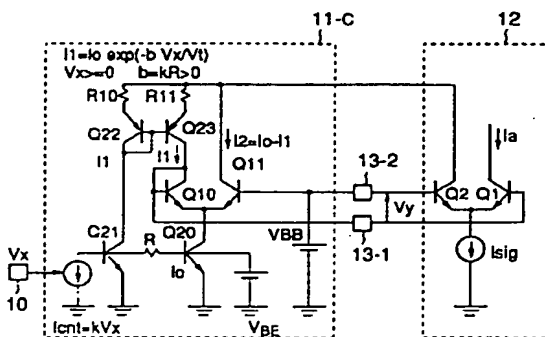 11-C
12
I1=Io exp(-b Vx/Vt)
Vx>=0 b=kR>0
R10
R11
Q22
Q23
I2=Io-I1
Ia
I1
I1
Q11
13-2
Q10
Q2
Q1
Vy
C21
Q20
VBB
13-1
Vx
R
Io
Isig
10
Icnt=kVx
VBE